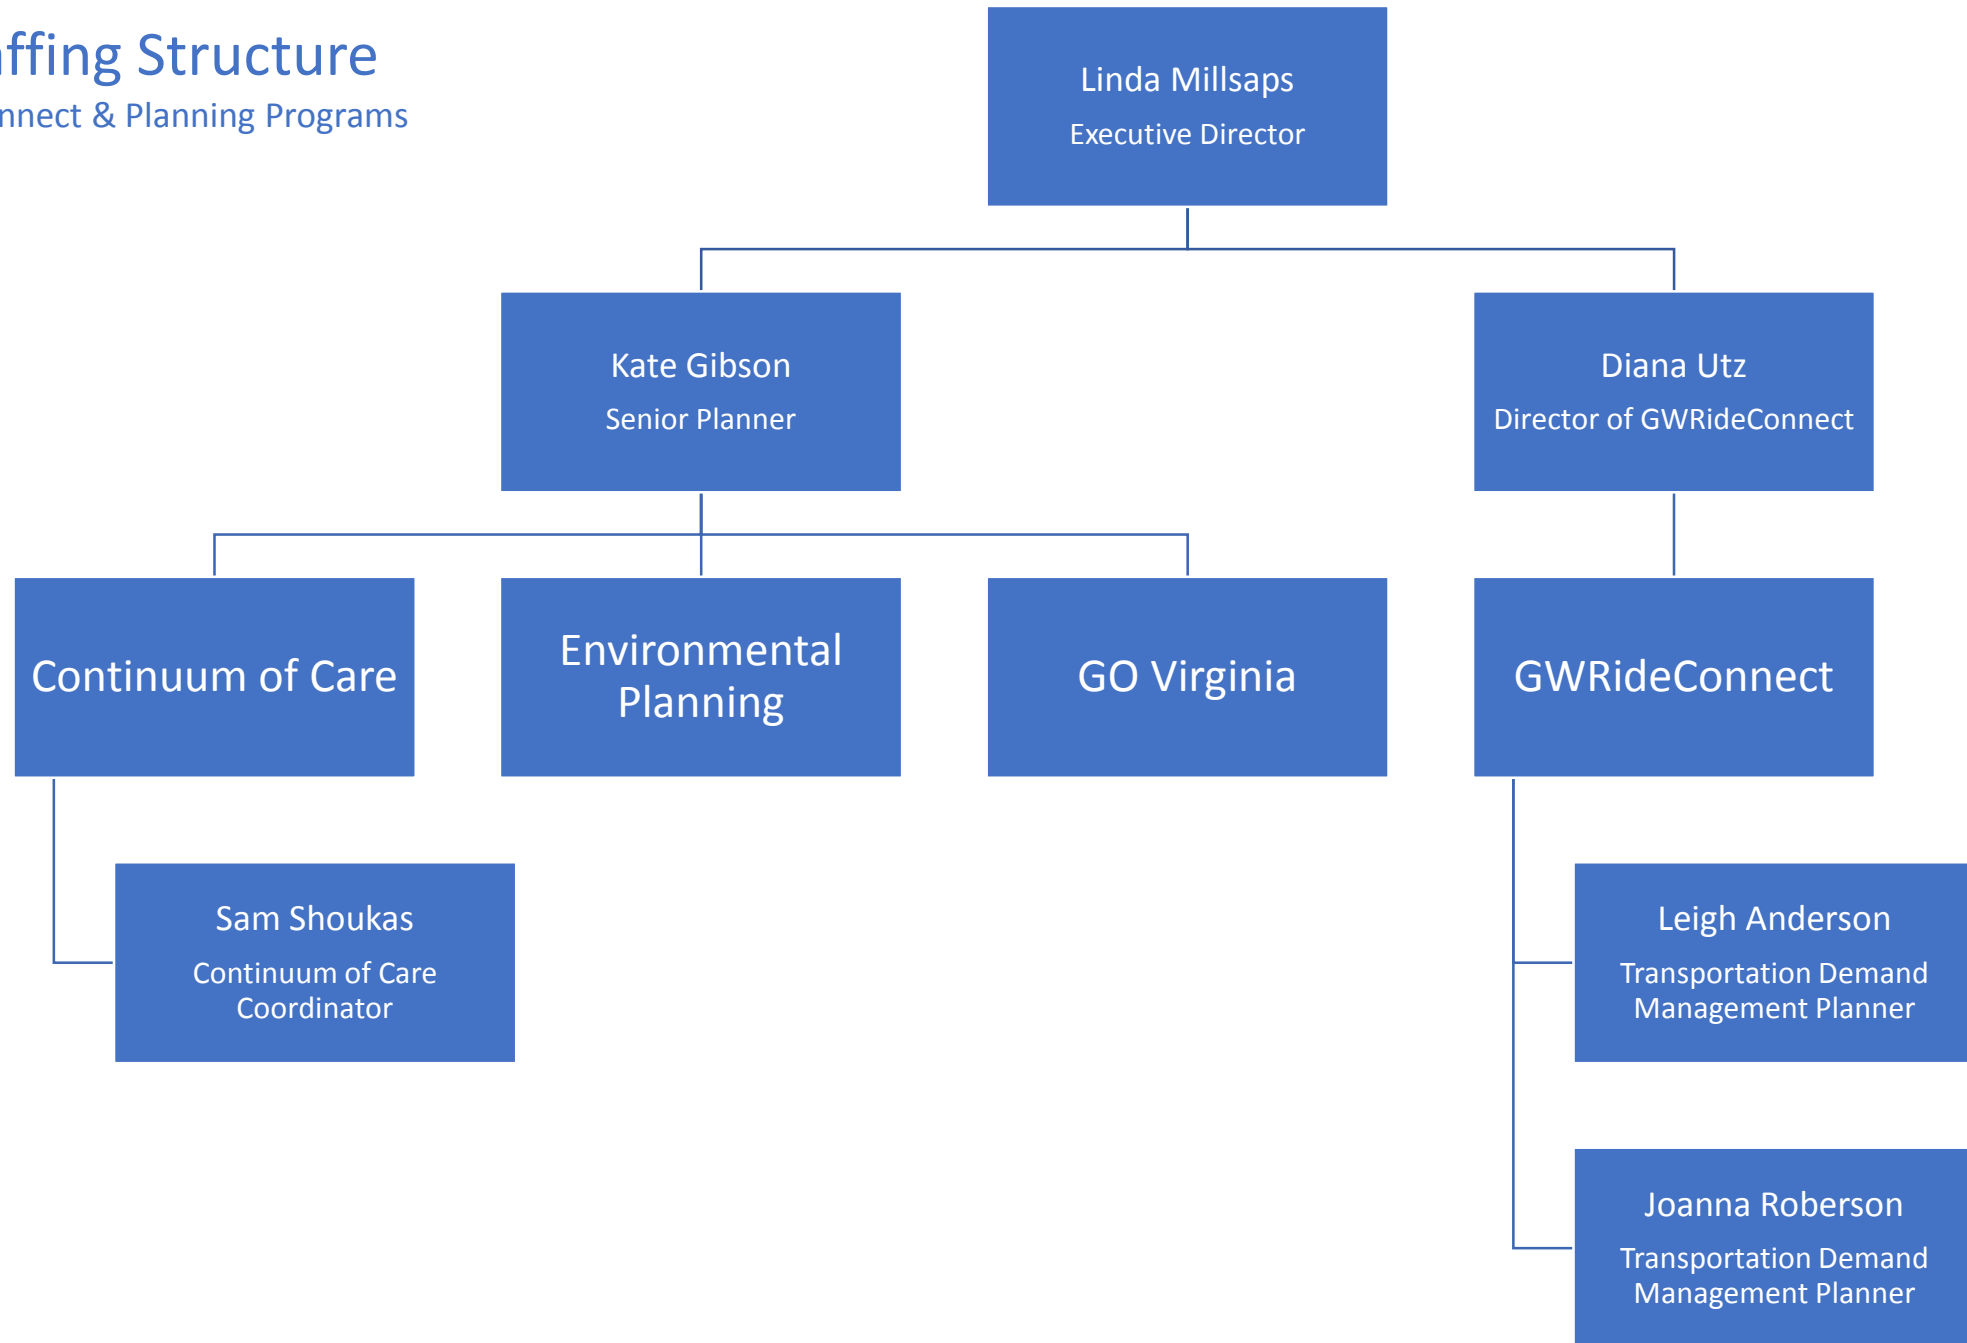 affing Structure
nnect & Planning Programs
Linda Millsaps
Executive Director
Kate Gibson
Senior Planner
Diana Utz
Director of GWRideConnect
Continuum of Care
Environmental
Planning
GO Virginia
GWRideConnect
Sam Shoukas
Continuum of Care
Coordinator
Leigh Anderson
Transportation Demand
Management Planner
Joanna Roberson
Transportation Demand
Management Planner